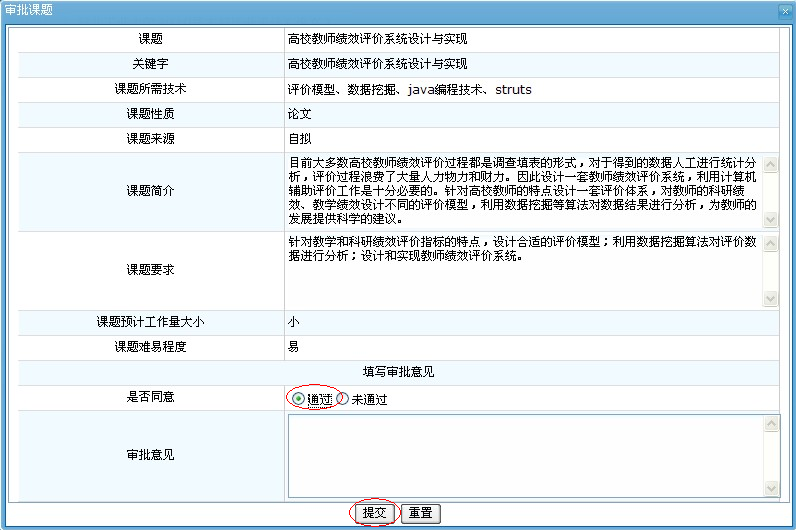 审批课题
课题 高校教师绩效评价系统设计与实现
关键字 高校教师绩效评价系统设计与实现
课题所需技术 评价模型、数据挖掘、java编程技术、struts
课题性质 论文
课题来源 自拟
课题简介
目前大多数高校教师绩效评价过程都是调查填表的形式，对于得到的数据人工进行统计分
析，评价过程浪费了大量人力物力和财力。因此设计一套教师绩效评价系统，利用计算机
辅助评价工作是十分必要的。针对高校教师的特点设计一套评价体系，对教师的科研绩
效、教学绩效设计不同的评价模型，利用数据挖掘等算法对数据结果进行分析，为教师的
发展提供科学的建议。
课题要求
针对教学和科研绩效评价指标的特点，设计合适的评价模型；利用数据挖掘算法对评价数
据进行分析；设计和实现教师绩效评价系统。
课题预计工作量大小 小
课题难易程度 易
填写审批意见
是否同意 通过 未通过
审批意见
提交 重置